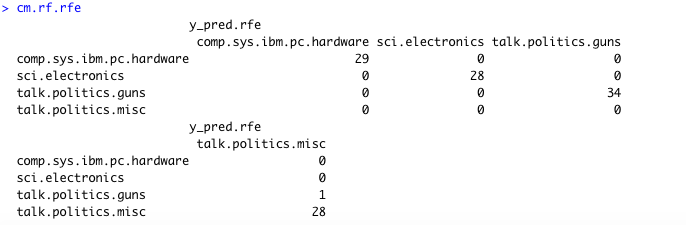 > cm.rf.rfe
y_pred.rfe
comp.sys.ibm.pc.hardware sci.electronics talk.politics.guns
comp.sys.ibm.pc.hardware 29 0 0
sci.electronics 0 28 0
talk.politics.guns 0 0 34
talk.politics.misc 0 0 0
y_pred.rfe
talk.politics.misc
comp.sys.ibm.pc.hardware 0
sci.electronics 0
talk.politics.guns 1
talk.politics.misc 28